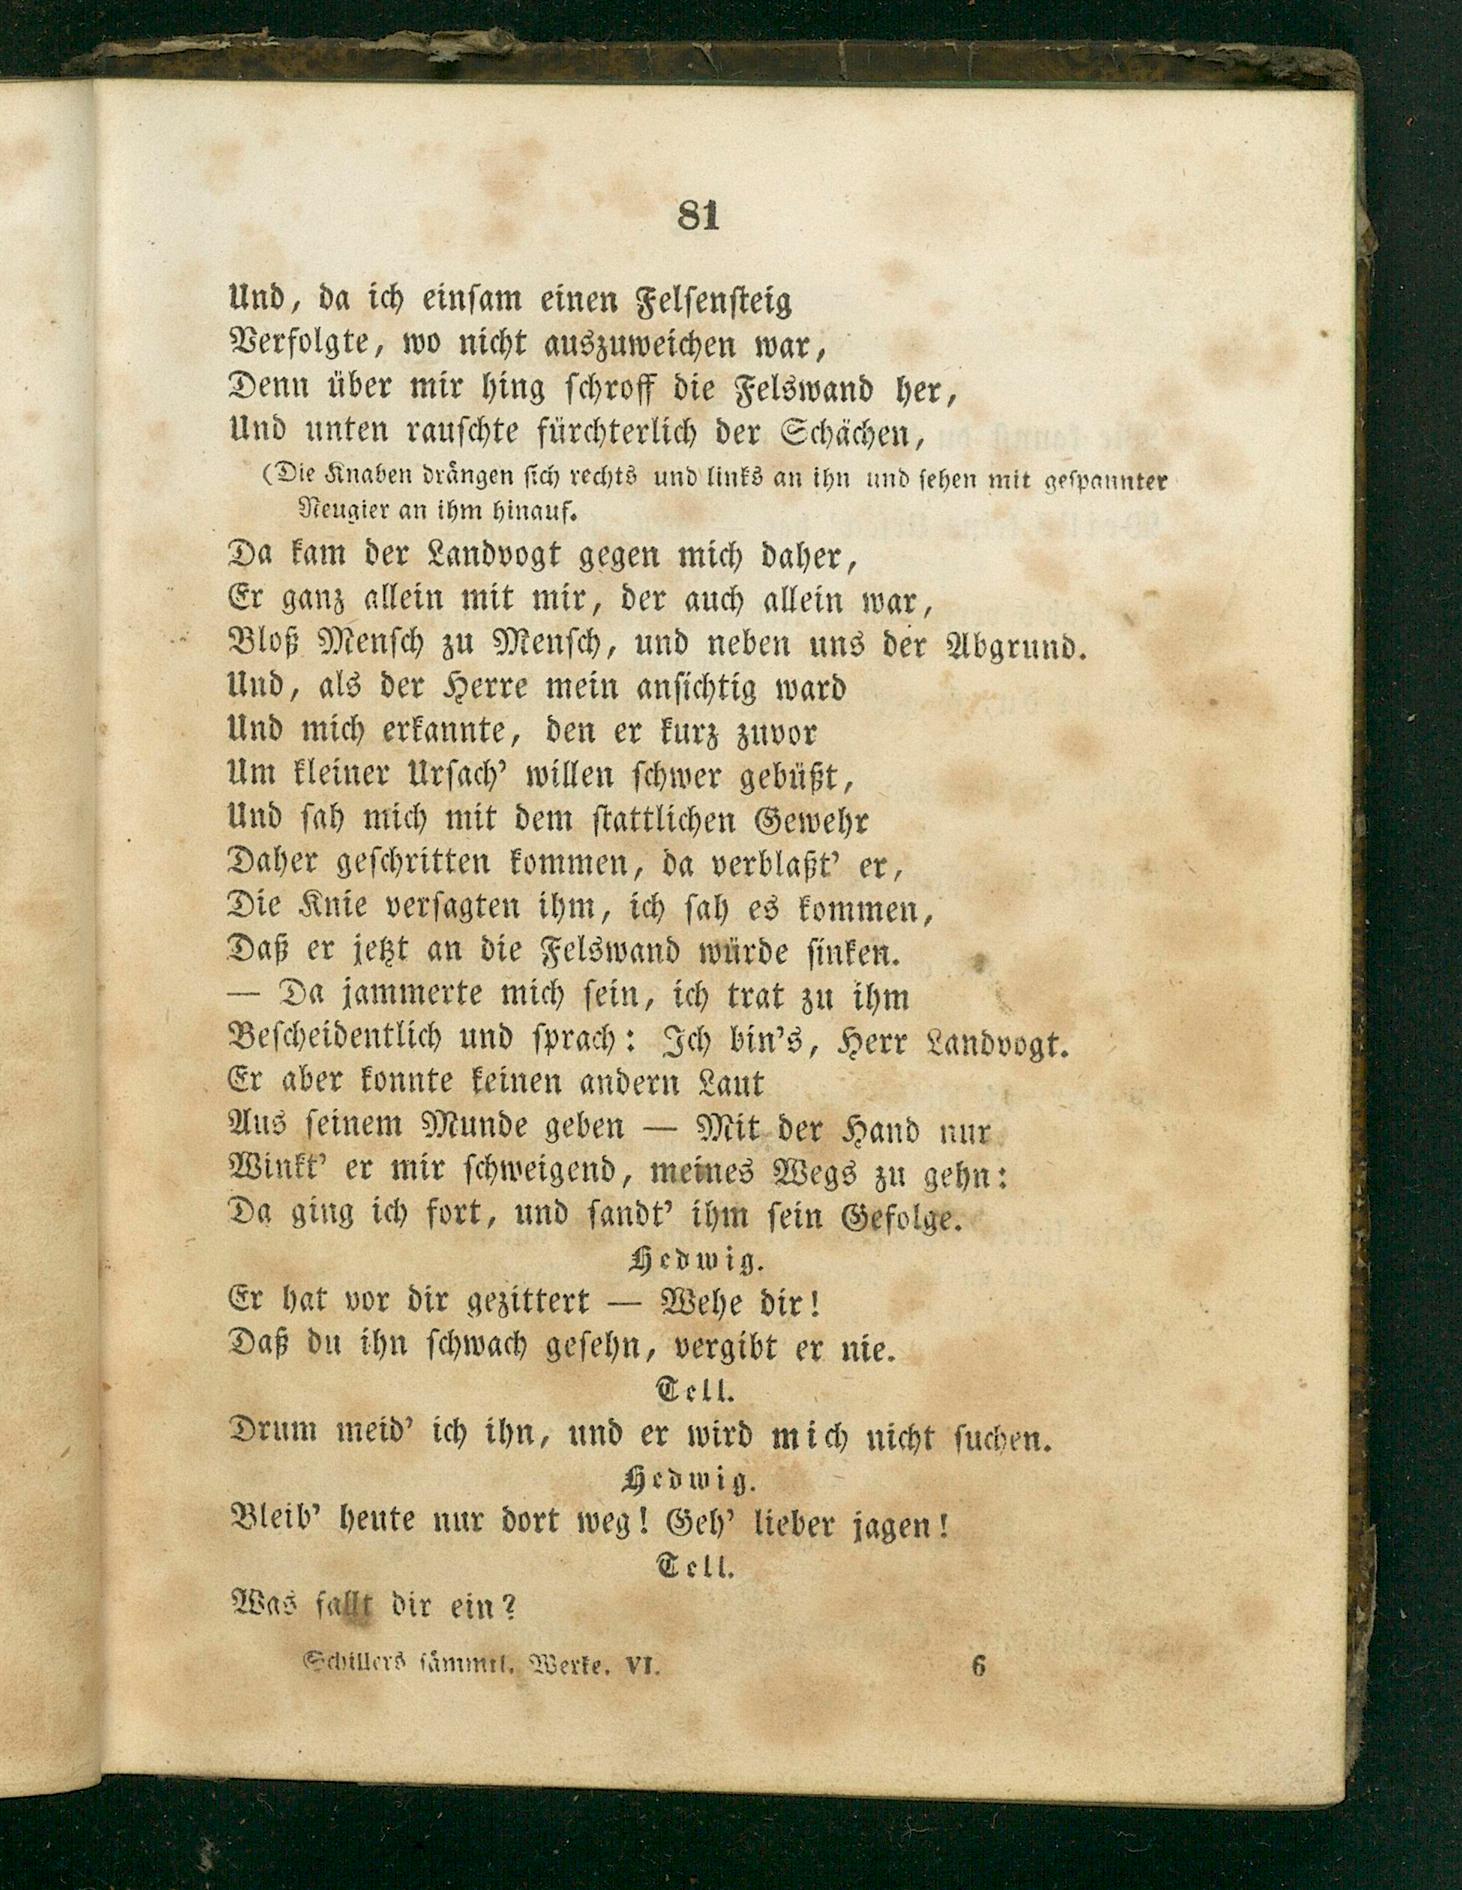 81
Und, da ich einſam einen Felſenſteig
Verfolgte, wo nicht auszuweichen war,
Denn über mir hing ſchroff die Felswand her,
Und unten rauſchte fürchterlich der Schächen,
(Die Knaben drängen ſich rechts und links an ihn und ſehen mit geſpannter
Neugier an ihm hinauf.
Da kam der Landvogt gegen mich daher,
Er ganz allein mit mir, der auch allein war,
Bloß Menſch zu Menſch, und neben uns der Abgrund.
Und, als der Herre mein anſichtig ward
Und mich erkannte, den er kurz zuvor
Um kleiner Urſach’ willen ſchwer gebüßt,
Und ſah mich mit dem ſtattlichen Gewehr
Daher geſchritten kommen, da verblaßt’ er,
Die Knie verſagten ihm, ich ſah es kommen,
Daß er jetzt an die Felswand würde ſinken.
— Da jammerte mich ſein, ich trat zu ihm
Beſcheidentlich und ſprach: Ich bin’s, Herr Landvogt.
Er aber konnte keinen andern Laut
Aus ſeinem Munde geben — Mit der Hand nur
Winkt’ er mir ſchweigend, meines Wegs zu gehn:
Da ging ich fort, und ſandt’ ihm ſein Gefolge.
Hedwig.
Er hat vor dir gezittert — Wehe dir!
Daß du ihn ſchwach geſehn, vergibt er nie.
Tell.
Drum meid’ ich ihn, und er wird mich nicht ſuchen.
Hedwig.
Bleib’ heute nur dort weg! Geh’ lieber jagen!
Tell.
Was fällt dir ein?
Schillers ſämmtl. Werke. VI. 6